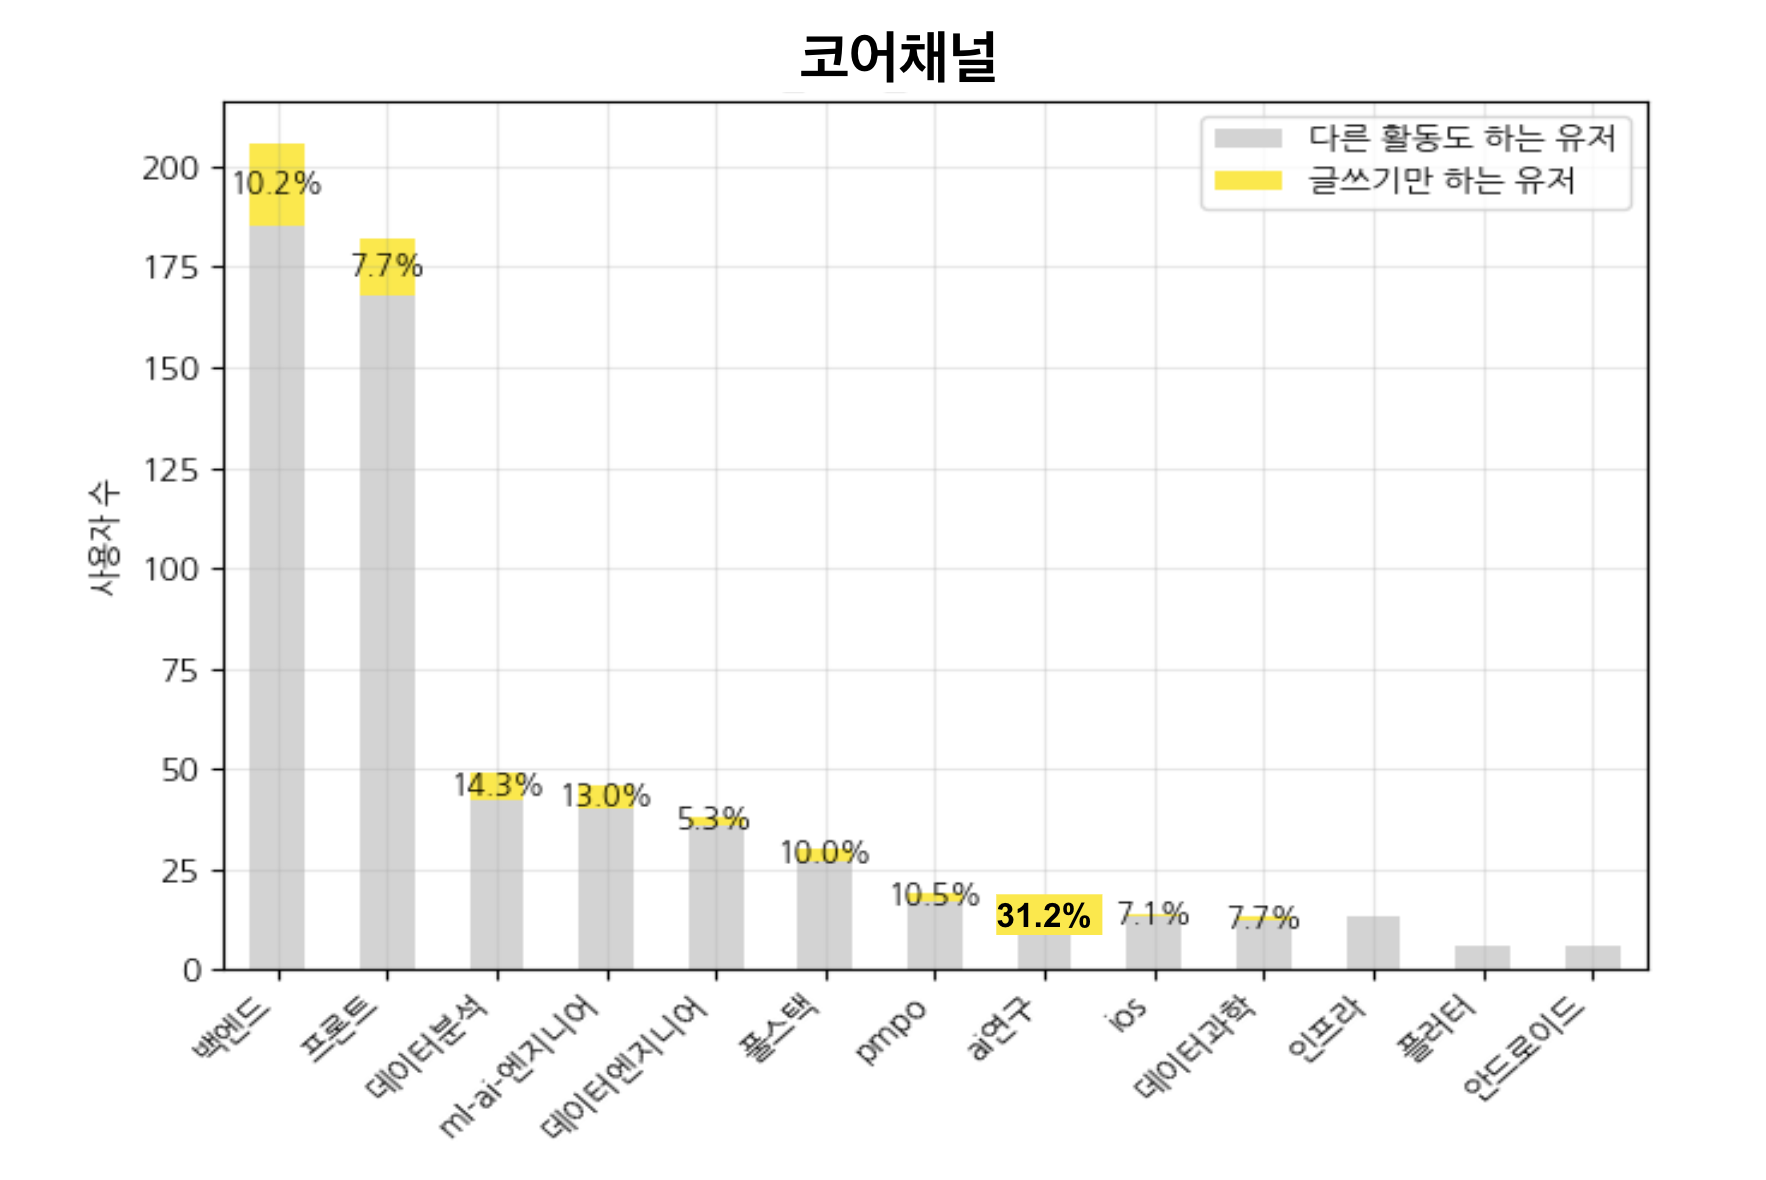 코어채널
다른 활동도 하는 유저
글쓰기만 하는 유저
사용자 수
200
175
150
125
100
75
50
25
0
10.2%
7.7%
14.3%
13.0%
5.3%
10.0%
10.5%
31.2%
7.1%
7.7%
백엔드
프론트
데이터분석
ml-ai-엔지니어
데이터엔지니어
풀스택
pmpo
ai연구
ios
데이터과학
인프라
플러터
안드로이드